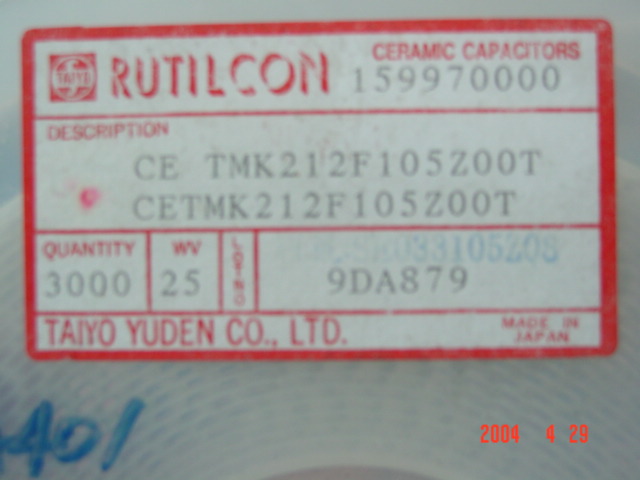 TAIYO RUTILCON CERAMIC CAPACITORS
159970000
DESCRIPTION
CE TMK212F105Z00T
CETMK212F105Z00T
QUANTITY WV LOT NO
3000 25 9DA879
TAIYO YUDEN CO., LTD. MADE IN JAPAN
2004 4 29